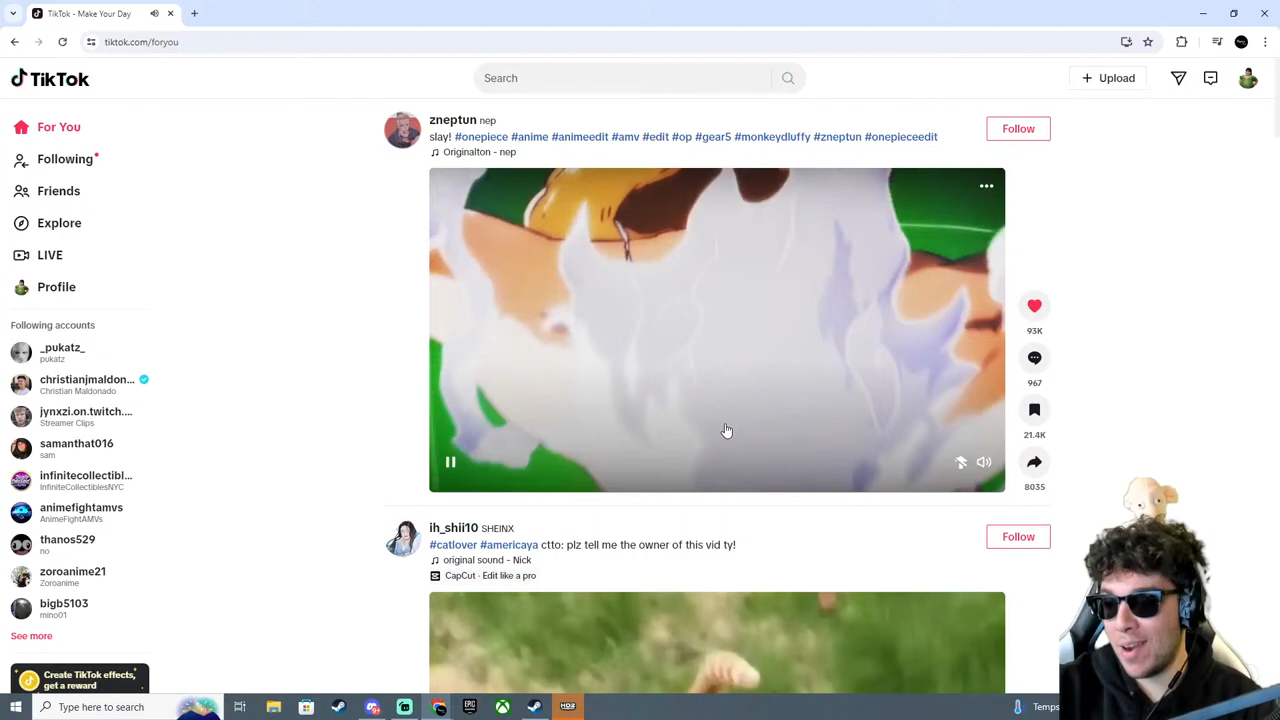 TikTok - Make Your Day
tiktok.com/foryou
TikTok
Search
Upload
For You
Following
Friends
Explore
LIVE
Profile
Following accounts
_pukatz_
pukatz
christianjmaldon...
Christian Maldonado
jynxzi.on.twitch....
Streamer Clips
samanthat016
sam
infinitecollectibl...
InfiniteCollectiblesNYC
animefightamvs
AnimeFightAMVs
thanos529
no
zoroanime21
Zoroanime
bigb5103
mino01
See more
Create TikTok effects,
get a reward
zneptun nep
slay! #onepiece #anime #animeedit #amv #edit #op #gear5 #monkeydluffy #zneptun #onepieceedit
Originalton - nep
Follow
93K
967
21.4K
8035
ih_shii10 SHEINX
#catlover #americaya ctto: plz tell me the owner of this vid ty!
original sound - Nick
CapCut · Edit like a pro
Follow
Type here to search
EPIC
Temps